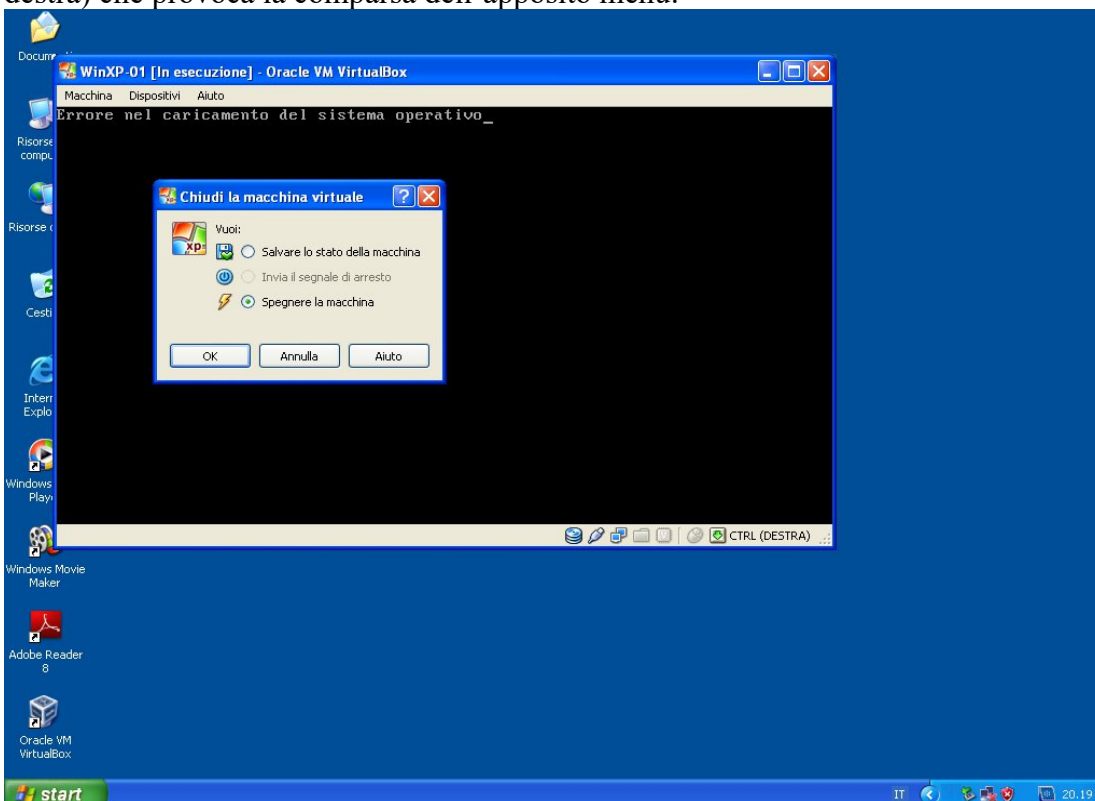 destra) che provoca la comparsa dell'apposito menu.
WinXP-01 [In esecuzione] - Oracle VM VirtualBox
Macchina Dispositivi Aiuto
Errore nel caricamento del sistema operativo_
Chiudi la macchina virtuale
Vuoi:
xp
Salvare lo stato della macchina
Invia il segnale di arresto
Spegnere la macchina
OK Annulla Aiuto
CTRL (DESTRA)
Risorse
Windows
Windows Movie
Maker
Adobe Reader
8
Oracle VM
VirtualBox
start
IT
20.19